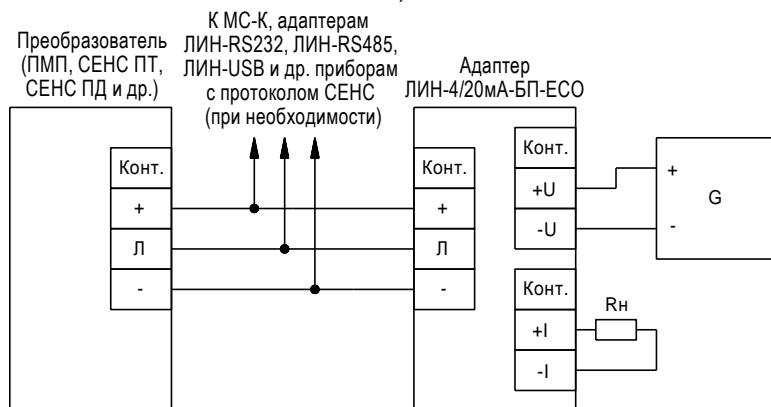 К МС-К, адаптерам
ЛИН-RS232, ЛИН-RS485,
ЛИН-USB и др. приборам
с протоколом СЕНС
(при необходимости)
Преобразователь
(ПМП, СЕНС ПТ,
СЕНС ПД и др.)
Адаптер
ЛИН-4/20мА-БП-ECO
Конт.
+
Л
-
Конт.
+
Л
-
Конт.
+U
-U
+
-
G
Конт.
+I
-I
Rн